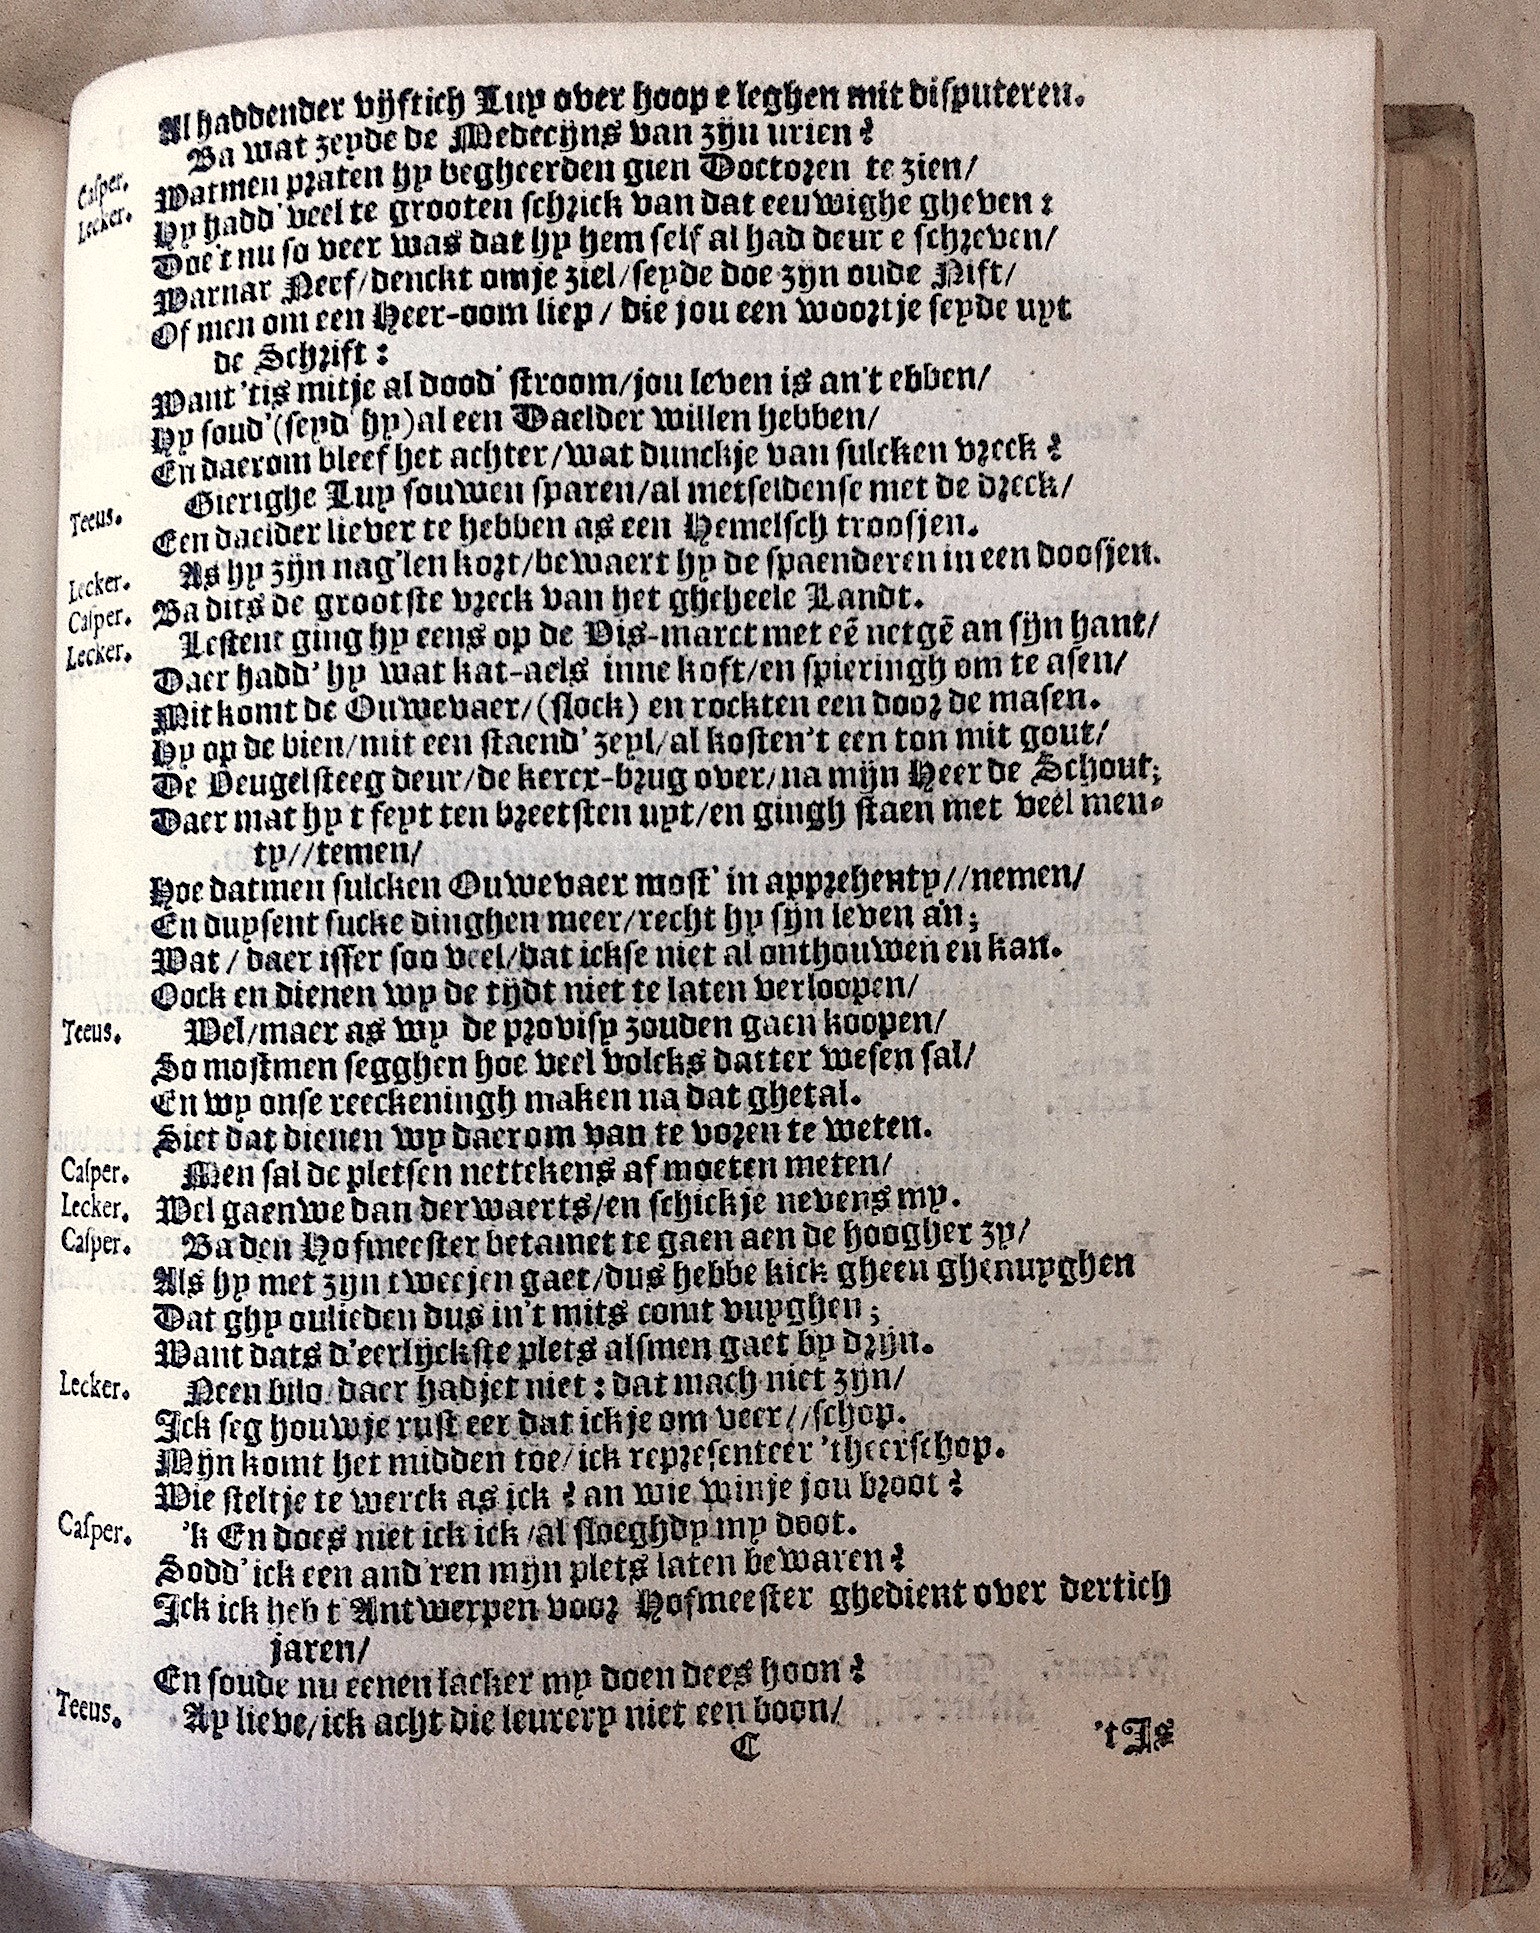 Al haddender vijftich Luy over hoop e leghen mit disputeren.
Casper. Ba wat zeyde de Medecijns van zijn urien?
Lecker. Watmen praten hy begheerden gien Doctoren te zien/
Hy hadd' veel te grooten schrick van dat eeuwighe gheven:
Doe't nu so veer was dat hy hem self al had deur e schreven/
Warnar Neef/denckt omje ziel/seyde doe zijn oude Nift/
Of men om een Heer-oom liep/ die jou een woortje seyde uyt
de Schrift:
Want 'tis mitje al dood' stroom/jou leven is an't ebben/
Hy soud'(seyd' hy)al een Daelder willen hebben/
En daerom bleef het achter/wat dunckje van sulcken vreck?
Teeus. Gierighe Luy souwen sparen/al metseldense met de dreck/
Een daelder liever te hebben as een Hemelsch troosjen.
Lecker. As hy zijn nag'len kort/bewaert hy de spaenderen in een doosjen.
Casper. Ba dits de grootste vreck van het gheheele Landt.
Lecker. Lestent ging hy eens op de Vis-marct met eē netgē an sijn hant/
Daer hadd' hy wat kat-aels inne koft/en spieringh om te asen/
Mit komt de Ouwevaer/(slock) en rockten een door de masen.
Hy op de bien/mit een staend' zeyl/al kosten't een ton mit gout/
De Veugelsteeg deur/de kercx-brug over/na mijn Heer de Schout;
Daer mat hy t feyt ten breetsten uyt/en gingh staen met veel men-
ty//temen/
Hoe datmen sulcken Ouwevaer most' in apprehenty//nemen/
En duysent sucke dinghen meer/recht hy sijn leven an;
Wat/ daer isser soo veel/dat ickse niet al onthouwen en kan.
Oock en dienen wy de tijdt niet te laten verloopen/
Teeus. Wel/maer as wy de provisy zouden gaen koopen/
So mostmen segghen hoe veel volcks datter wesen sal/
En wy onse reeckeningh maken na dat ghetal.
Siet dat dienen wy daerom van te voren te weten.
Casper. Men sal de pletsen nettekens af moeten meten/
Lecker. Wel gaenwe dan derwaerts/en schickje nevens my.
Casper. Ba den Hofmeester betamet te gaen aen de hoogher zy/
Als hy met zijn tweejen gaet/dus hebbe kick gheen ghenuyghen
Dat ghy oulieden dus in't mits comt vuyghen;
Want dats d'eerlijckste plets alsmen gaet by drijn.
Lecker. Neen bilo/ daer hadjet niet: dat mach niet zijn/
Ick seg houwje rust eer dat ick je om veer//schop.
Mijn komt het midden toe/ick representeer 'theerschop.
Wie steltje te werck as ick? an wie winje jou broot?
Casper. 'k En does niet ick ick/al sloeghdy my doot.
Sodd' ick een and'ren mijn plets laten bewaren?
Ick ick heb t'Antwerpen voor Hofmeester ghedient over dertich
jaren/
En soude nu eenen lacker my doen dees hoon?
Teeus. Ay lieve/ick acht die leurery niet een boon/
C 'tIs